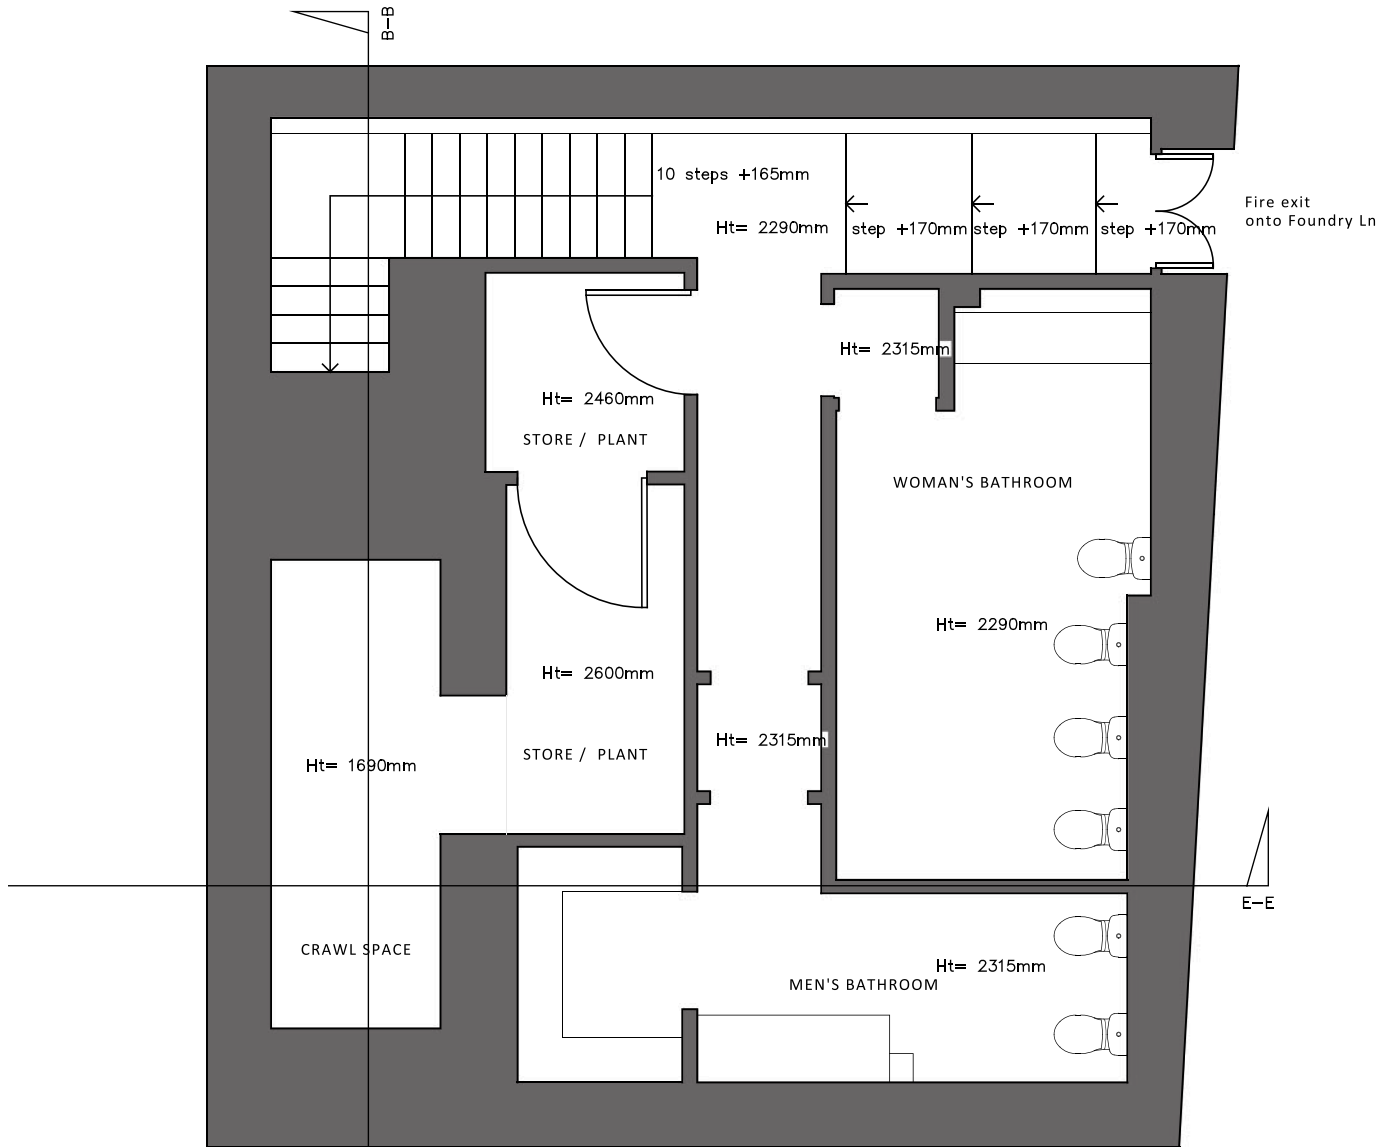 B-B
10 steps +165mm
Fire exit
onto Foundry Ln
Ht= 2290mm
step +170mm
step +170mm
step +170mm
Ht= 2315mm
Ht= 2460mm
STORE / PLANT
WOMAN'S BATHROOM
Ht= 2290mm
Ht= 2600mm
Ht= 2315mm
STORE / PLANT
Ht= 1690mm
E-E
CRAWL SPACE
Ht= 2315mm
MEN'S BATHROOM